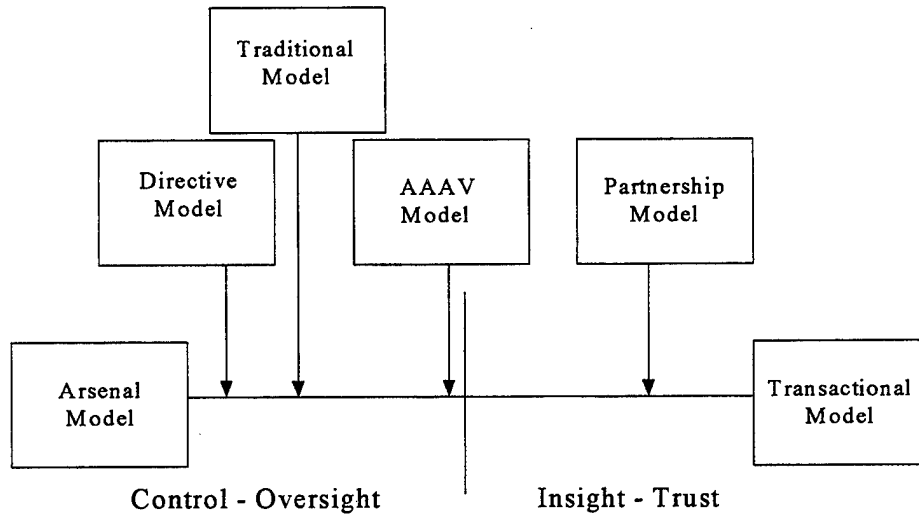 Traditional
Model
Directive
Model
AAAV
Model
Partnership
Model
Arsenal
Model
Transactional
Model
Control - Oversight
Insight - Trust